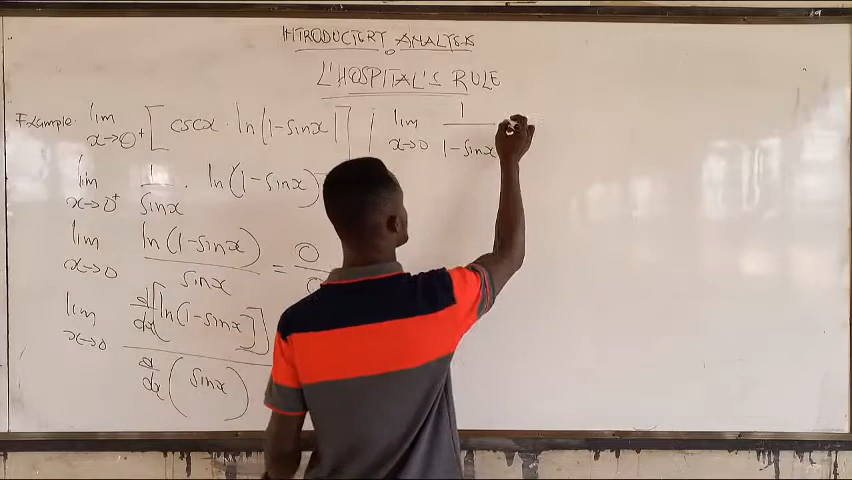 INTRODUCTORY ANALYSIS
L'HOSPITAL'S RULE
Example: lim x→0⁺ [cscx · ln(1-sinx)]
lim x→0⁺ 1/sinx · ln(1-sinx)
lim x→0 ln(1-sinx)/sinx = 0/0
lim x→0 d/dx[ln(1-sinx)] / d/dx(sinx)
lim x→0 1/1-sinx